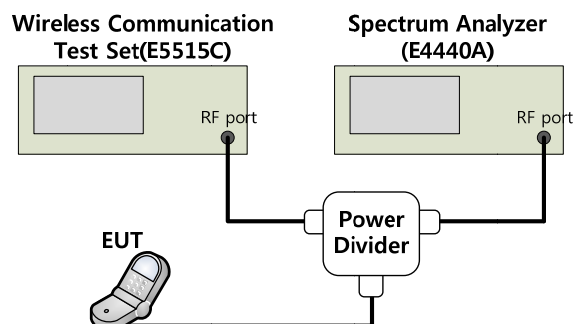 Wireless Communication
Test Set(E5515C)
Spectrum Analyzer
(E4440A)
RF port
RF port
Power
Divider
EUT